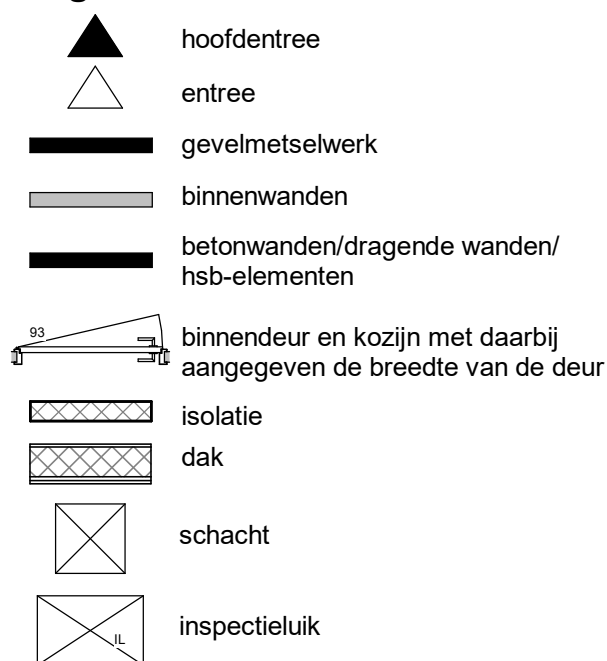 hoofdentree
entree
gevelmetselwerk
binnenwanden
betonwanden/dragende wanden/
hsb-elementen
93
binnendeur en kozijn met daarbij
aangegeven de breedte van de deur
isolatie
dak
schacht
IL
inspectieluik